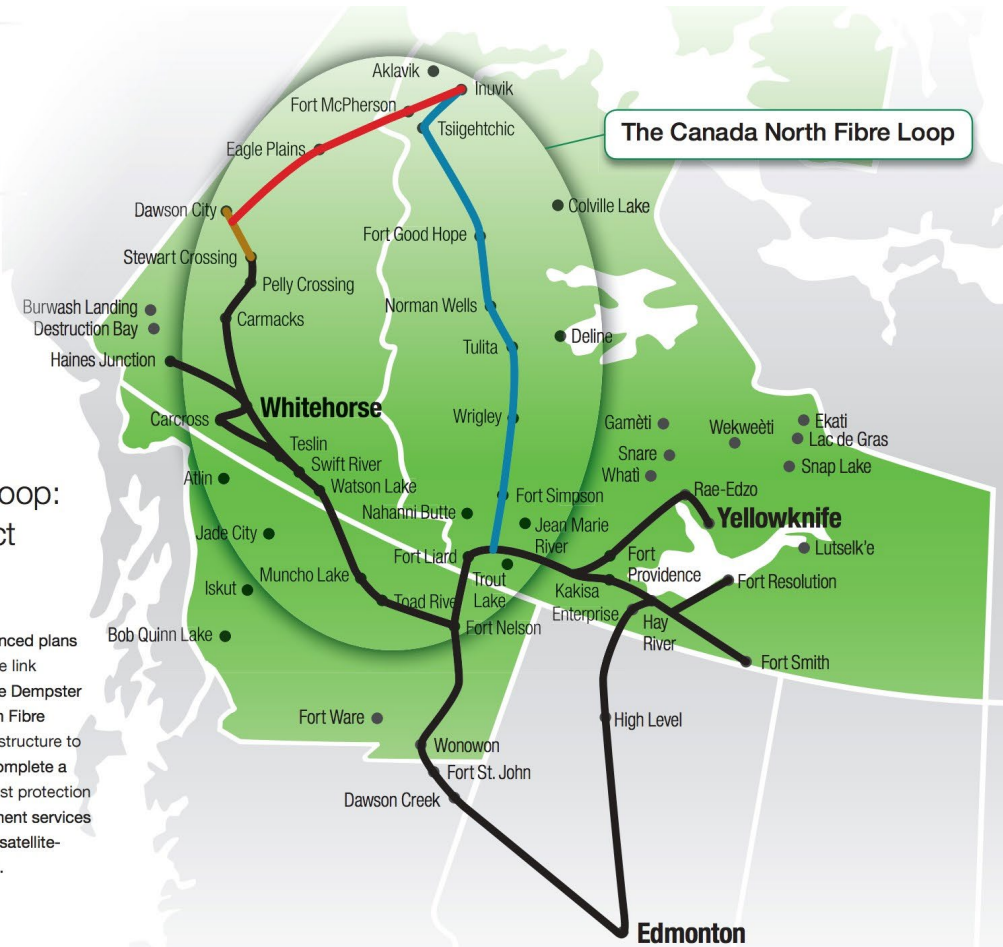 Aklavik
Inuvik
Fort McPherson
Tsiigehtchic
The Canada North Fibre Loop
Eagle Plains
Dawson City
Colville Lake
Fort Good Hope
Stewart Crossing
Pelly Crossing
Burwash Landing
Norman Wells
Carmacks
Destruction Bay
Deline
Tulita
Haines Junction
Whitehorse
Wrigley
Carcross
Gamèti
Wekweèti
Ekati
Lac de Gras
Teslin
Snare
Swift River
Whatì
Snap Lake
Atlin
Watson Lake
Rae-Edzo
oop:
Fort Simpson
Nahanni Butte
Yellowknife
ct
Jade City
Jean Marie
River
Fort Liard
Fort
Providence
Lutselk'e
Muncho Lake
Trout
Lake
Kakisa
Fort Resolution
Iskut
Toad Rive
Enterprise
Hay
River
Fort Nelson
Bob Quinn Lake
Fort Smith
nced plans
e link
e Dempster
n Fibre
structure to
omplete a
st protection
nent services
satellite-
.
Fort Ware
High Level
Wonowon
Fort St. John
Dawson Creek
Edmonton